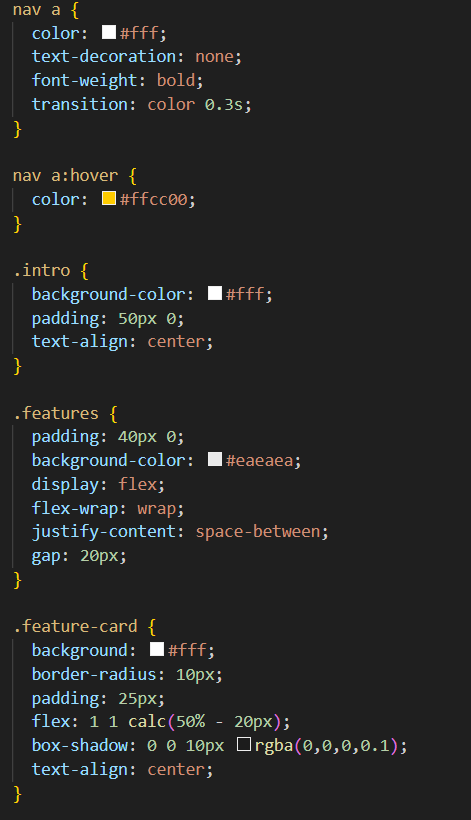 nav a {
color: #fff;
text-decoration: none;
font-weight: bold;
transition: color 0.3s;
}
nav a:hover {
color: #ffcc00;
}
.intro {
background-color: #fff;
padding: 50px 0;
text-align: center;
}
.features {
padding: 40px 0;
background-color: #eaeaea;
display: flex;
flex-wrap: wrap;
justify-content: space-between;
gap: 20px;
}
.feature-card {
background: #fff;
border-radius: 10px;
padding: 25px;
flex: 1 1 calc(50% - 20px);
box-shadow: 0 0 10px rgba(0,0,0,0.1);
text-align: center;
}